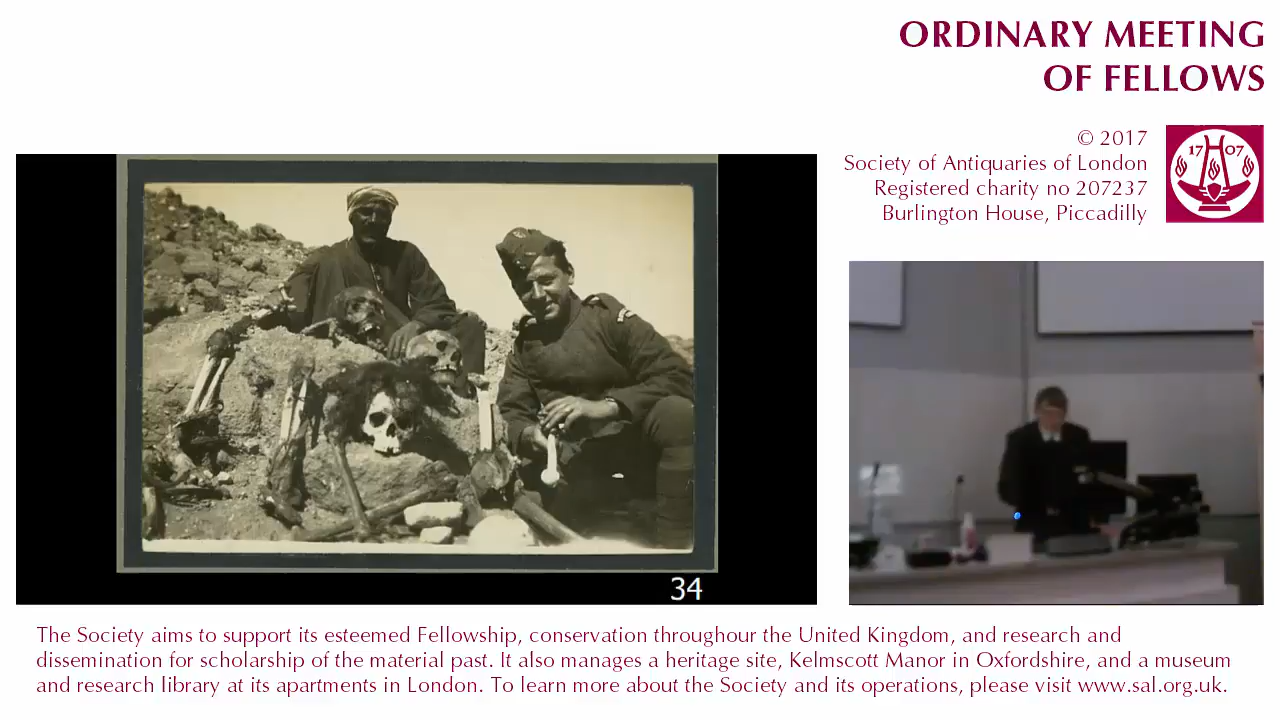 ORDINARY MEETING
OF FELLOWS
© 2017
Society of Antiquaries of London
Registered charity no 207237
Burlington House, Piccadilly
17 07
34
The Society aims to support its esteemed Fellowship, conservation throughour the United Kingdom, and research and
dissemination for scholarship of the material past. It also manages a heritage site, Kelmscott Manor in Oxfordshire, and a museum
and research library at its apartments in London. To learn more about the Society and its operations, please visit www.sal.org.uk.